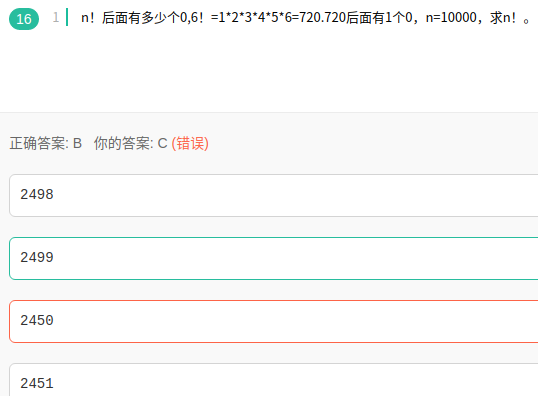 16 1 n！后面有多少个0,6！=1*2*3*4*5*6=720.720后面有1个0，n=10000，求n！。
正确答案: B 你的答案: C (错误)
2498
2499
2450
2451